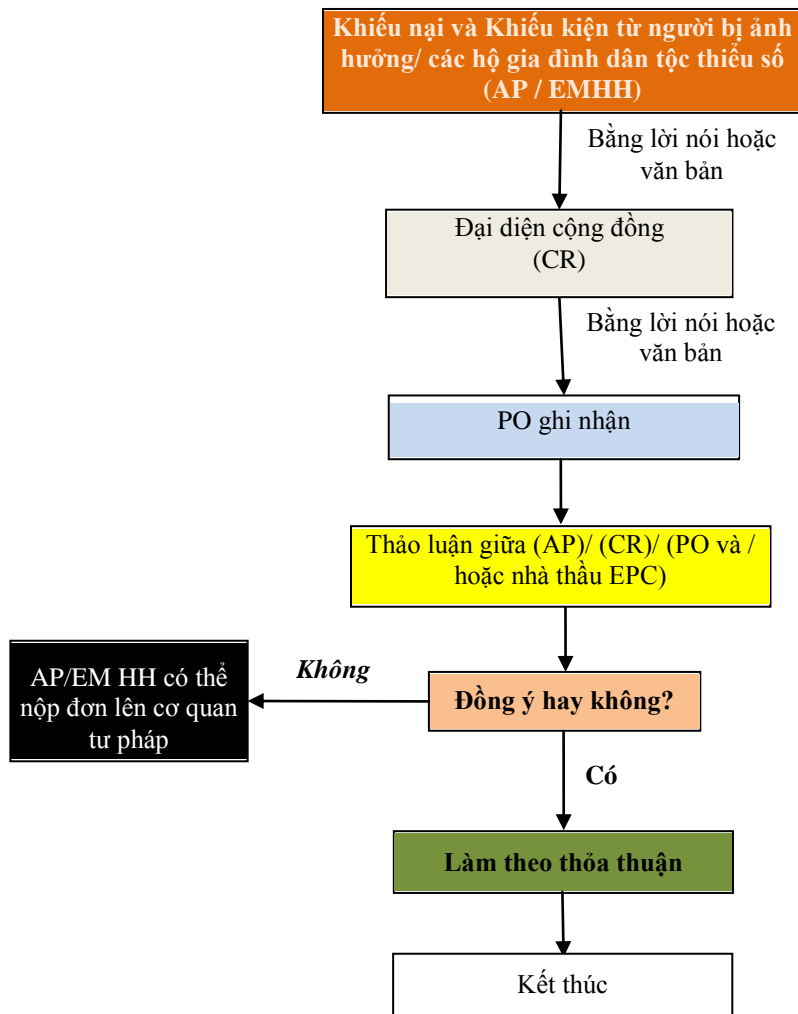 Khiếu nại và Khiếu kiện từ người bị ảnh
hưởng/ các hộ gia đình dân tộc thiểu số
(AP / EMHH)
Bằng lời nói hoặc
văn bản
Đại diện cộng đồng
(CR)
Bằng lời nói hoặc
văn bản
PO ghi nhận
Thảo luận giữa (AP)/ (CR)/ (PO và /
hoặc nhà thầu EPC)
Không
AP/EM HH có thể
nộp đơn lên cơ quan
tư pháp
Đồng ý hay không?
Có
Làm theo thỏa thuận
Kết thúc